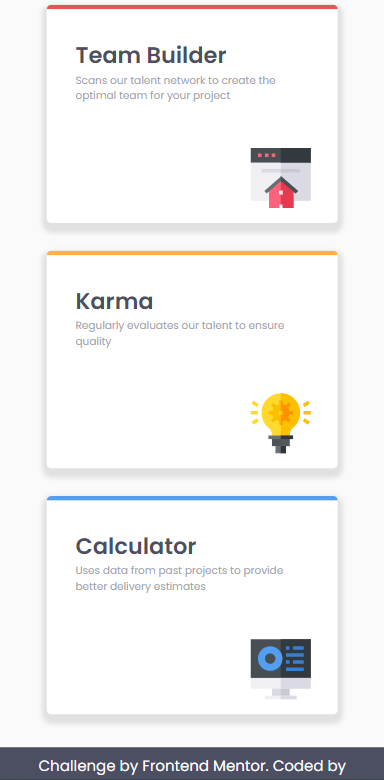 Team Builder
Scans our talent network to create the
optimal team for your project
Karma
Regularly evaluates our talent to ensure
quality
Calculator
Uses data from past projects to provide
better delivery estimates
Challenge by Frontend Mentor. Coded by